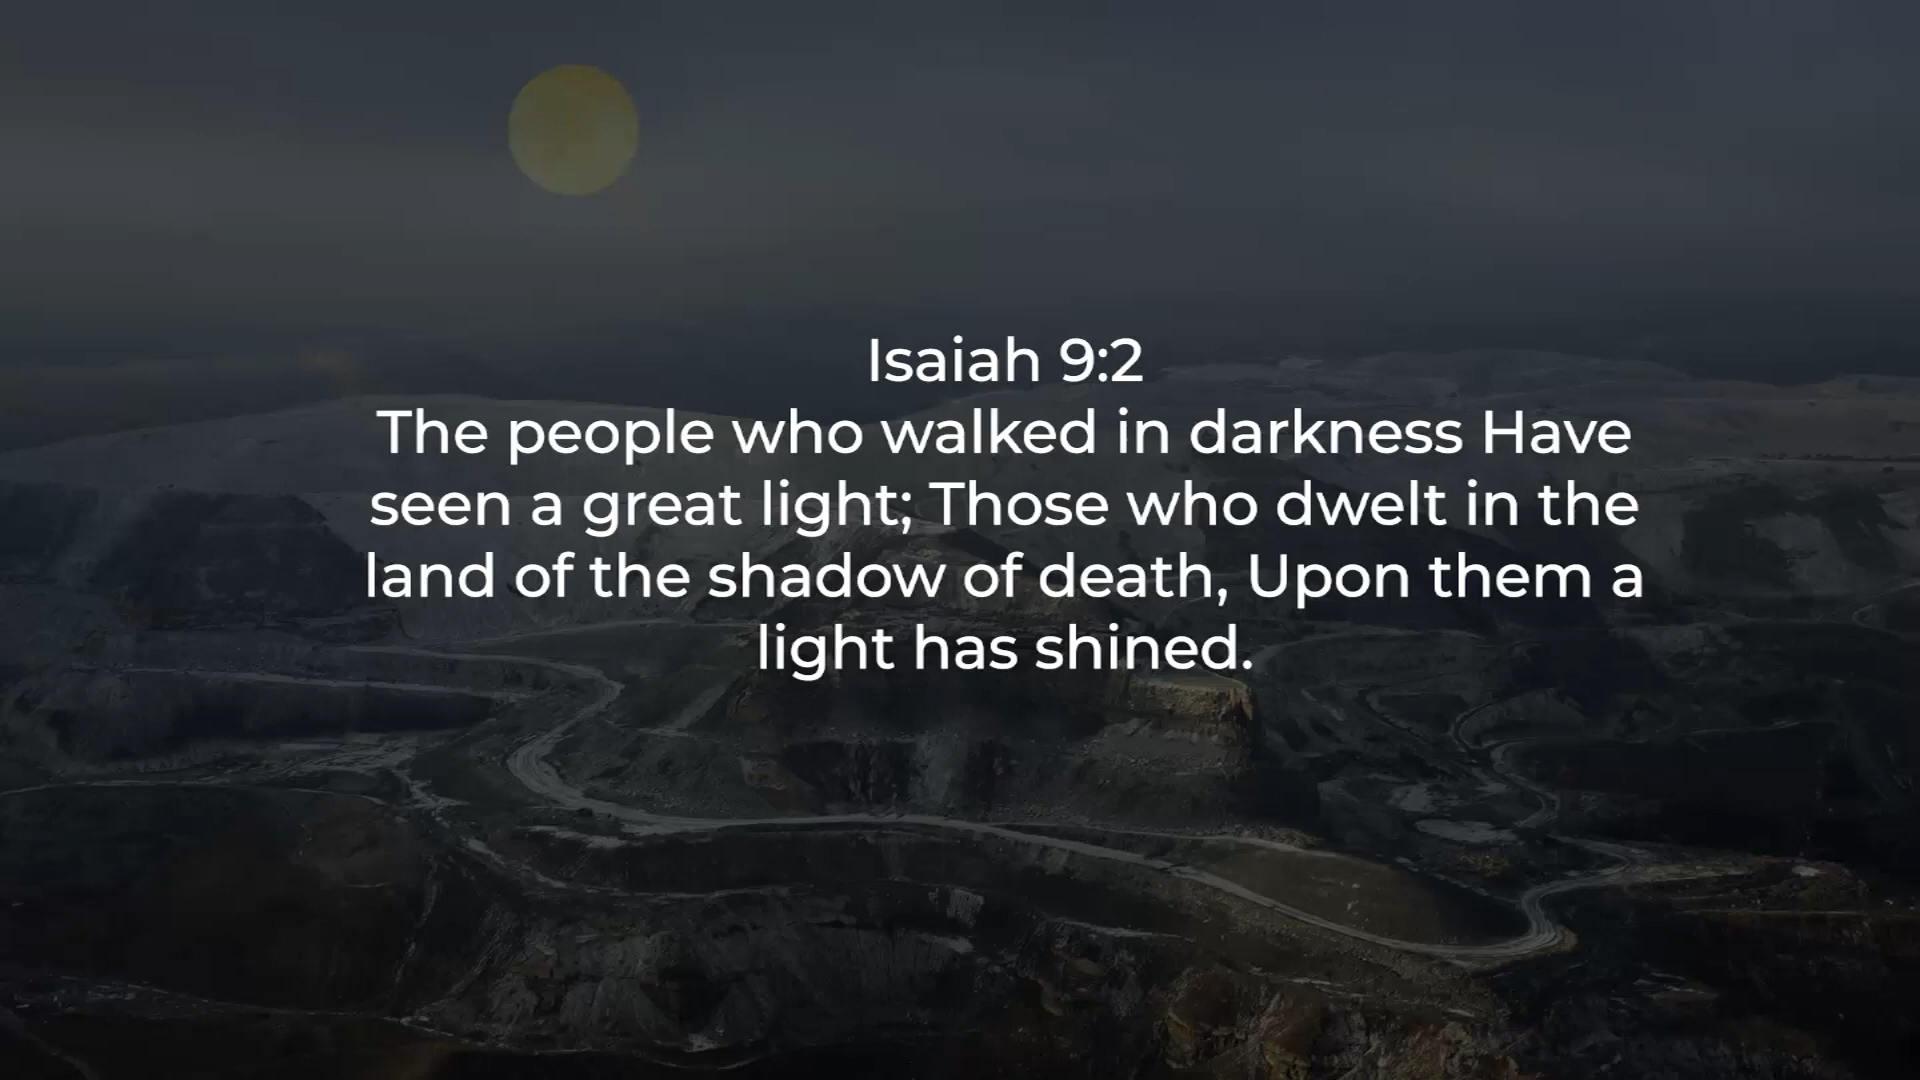 Isaiah 9:2
The people who walked in darkness Have
seen a great light; Those who dwelt in the
land of the shadow of death, Upon them a
light has shined.